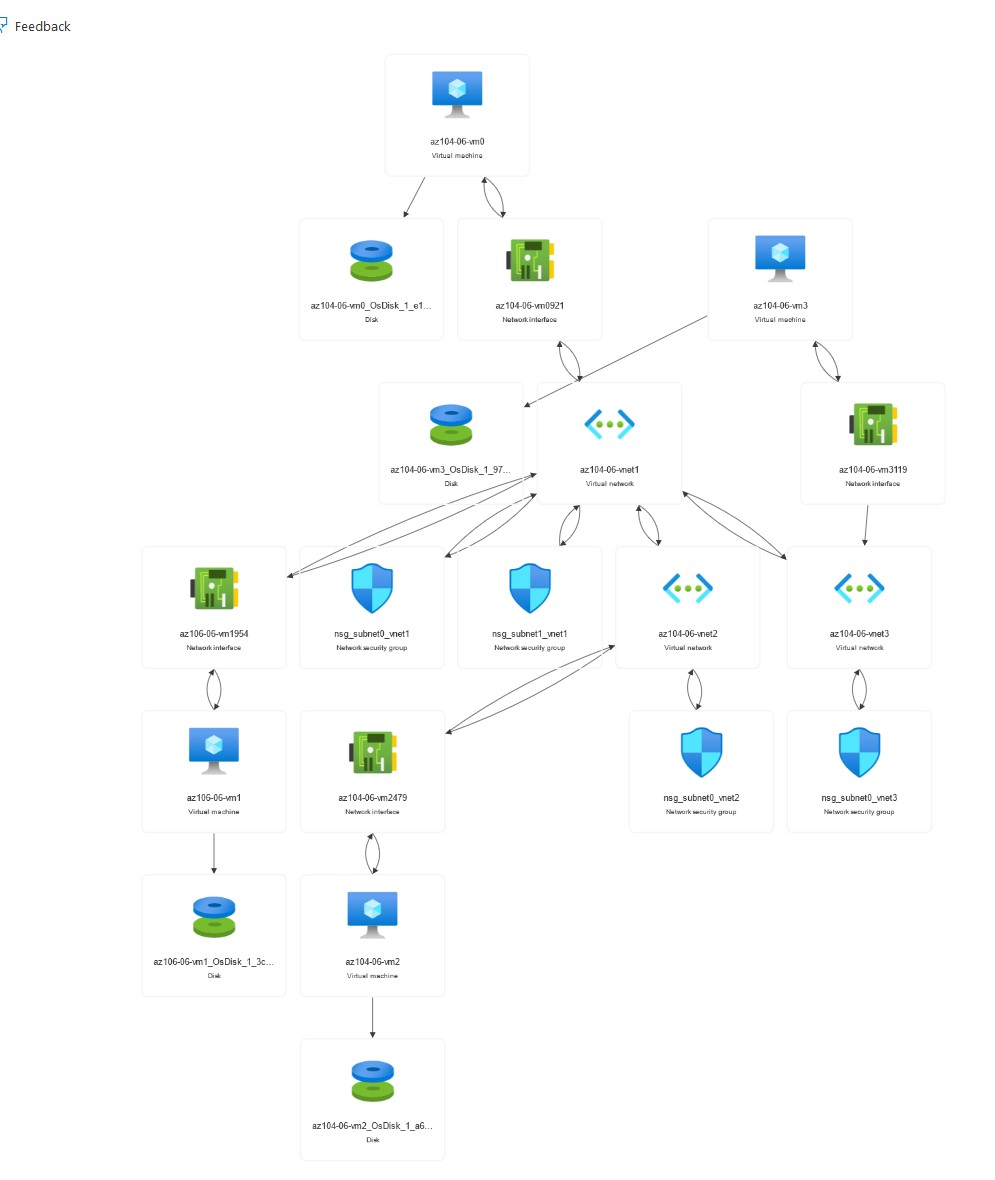 Feedback
az104-06-vm0
Virtual machine
az104-06-vm0_OsDisk_1_e1...
Disk
az104-06-vm0921
Network interface
az104-06-vm3
Virtual machine
az104-06-vm3_OsDisk_1_97...
Disk
az104-06-vnet1
Virtual network
az104-06-vm3119
Network interface
az106-06-vm1954
Network interface
nsg_subnet0_vnet1
Network security group
nsg_subnet1_vnet1
Network security group
az104-06-vnet2
Virtual network
az104-06-vnet3
Virtual network
az106-06-vm1
Virtual machine
az104-06-vm2479
Network interface
nsg_subnet0_vnet2
Network security group
nsg_subnet0_vnet3
Network security group
az106-06-vm1_OsDisk_1_3c...
Disk
az104-06-vm2
Virtual machine
az104-06-vm2_OsDisk_1_a6...
Disk